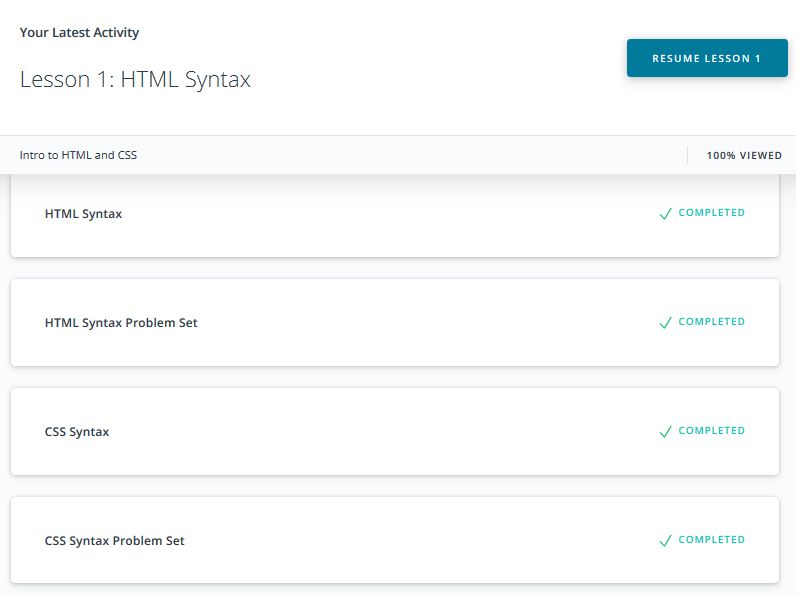 Your Latest Activity
Lesson 1: HTML Syntax
RESUME LESSON 1
Intro to HTML and CSS
100% VIEWED
HTML Syntax
COMPLETED
HTML Syntax Problem Set
COMPLETED
CSS Syntax
COMPLETED
CSS Syntax Problem Set
COMPLETED